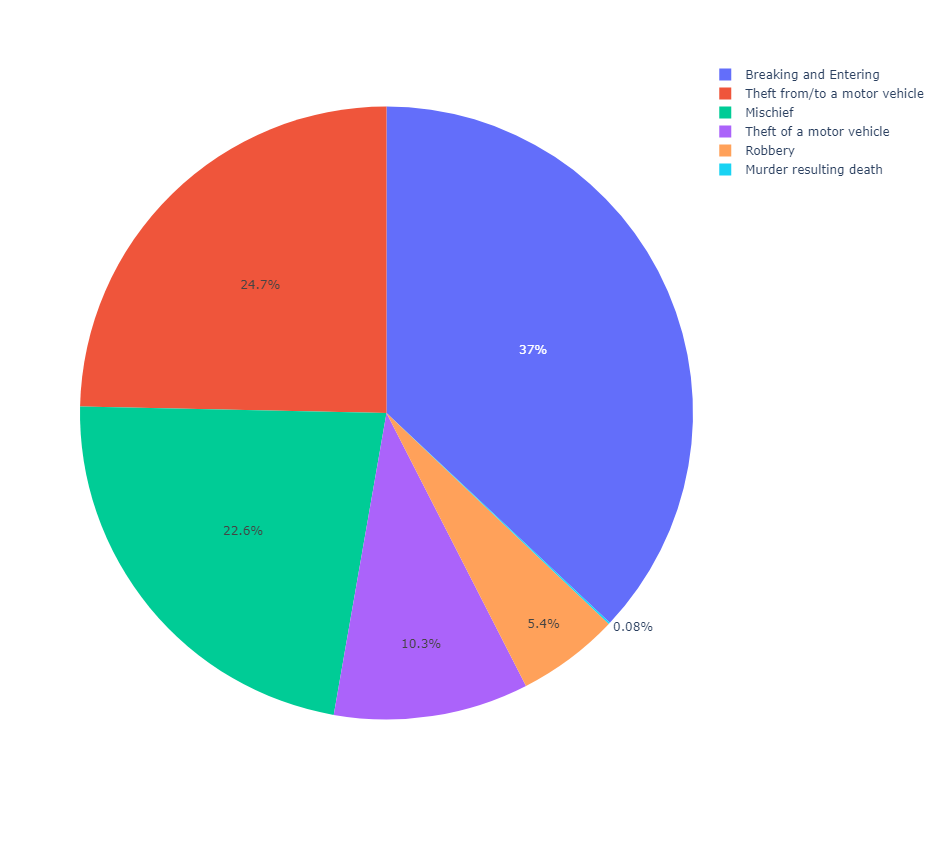 Breaking and Entering
Theft from/to a motor vehicle
Mischief
Theft of a motor vehicle
Robbery
Murder resulting death
24.7%
37%
22.6%
5.4%
0.08%
10.3%